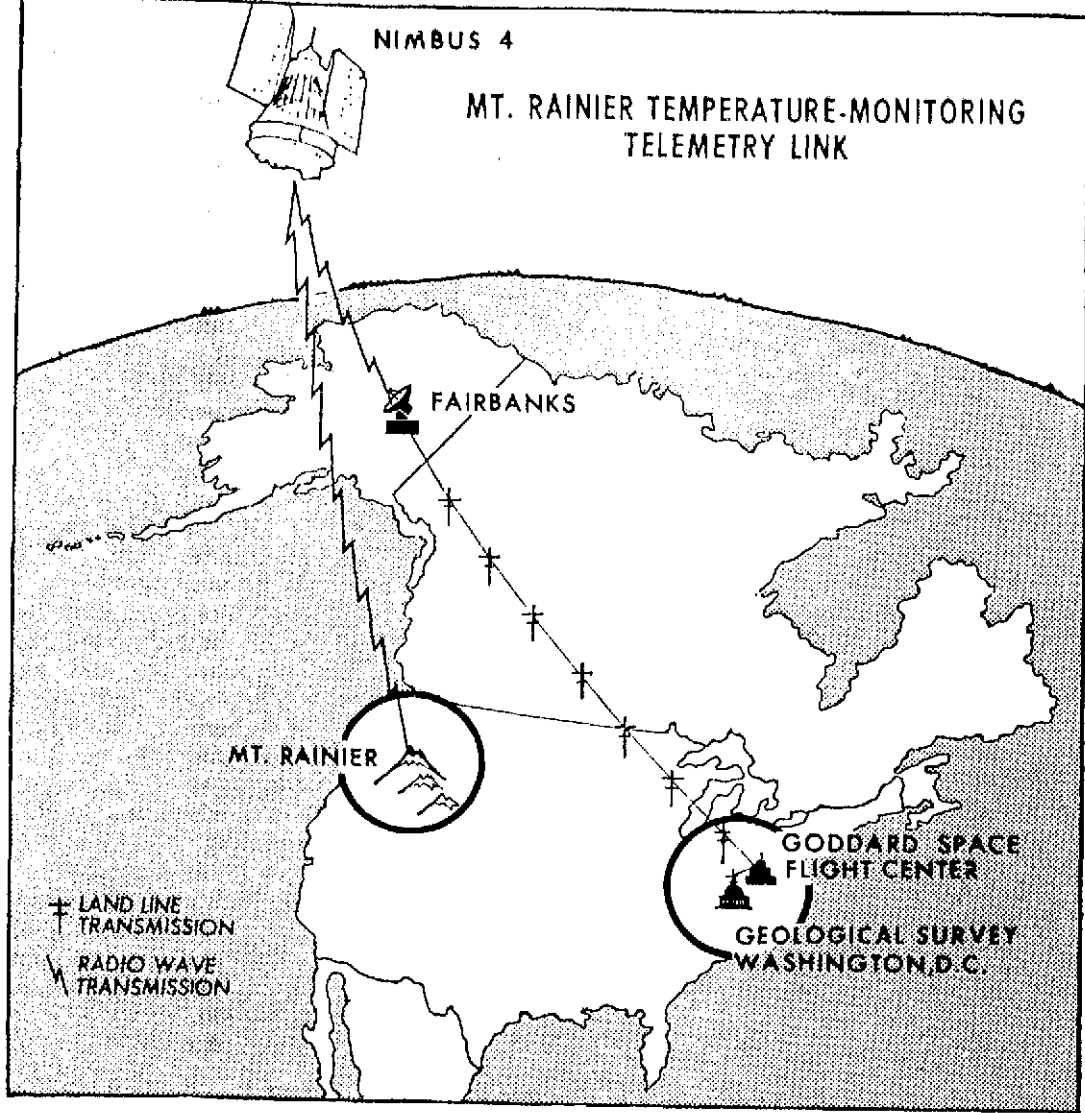 NIMBUS 4
MT. RAINIER TEMPERATURE-MONITORING
TELEMETRY LINK
FAIRBANKS
MT. RAINIER
GODDARD SPACE
FLIGHT CENTER
GEOLOGICAL SURVEY
WASHINGTON, D.C.
LAND LINE
TRANSMISSION
RADIO WAVE
TRANSMISSION